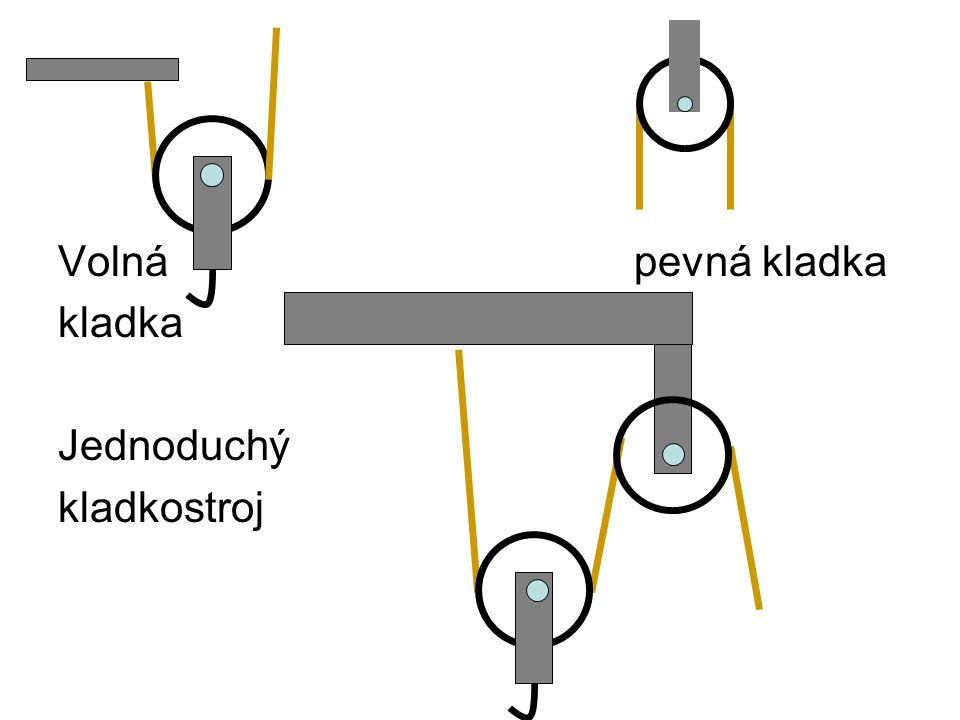 Volná pevná kladka
kladka
Jednoduchý
kladkostroj